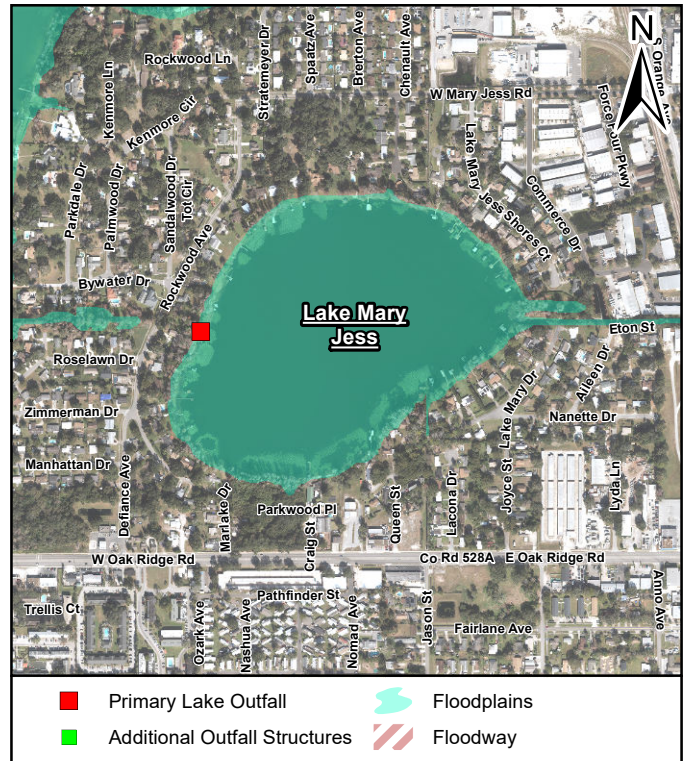 Rockwood Ln
Kenmore Ln
Kenmore Cir
Stratemeyer Dr
Spaatz Ave
Brerton Ave
Chenault Ave
W Mary Jess Rd
N
S Orange Ave
Force Four Pkwy
Lake Mary Jess Shores Ct
Commerce Dr
Parkdale Dr
Palmwood Dr
Sandalwood Dr
Tot Clr
Rockwood Ave
Bywater Dr
Lake Mary
Jess
Eton St
Roselawn Dr
Zimmerman Dr
Manhattan Dr
Defiance Ave
Aileen Dr
Lake Mary Dr
Nanette Dr
Marlake Dr
Parkwood Pl
Craig St
Queen St
Lacona Dr
Joyce St
Lyda Ln
W Oak Ridge Rd
Co Rd 528A
E Oak Ridge Rd
Trellis Ct
Ozark Ave
Nashua Ave
Pathfinder St
Nomad Ave
Jason St
Fairlane Ave
Anno Ave
Primary Lake Outfall
Floodplains
Additional Outfall Structures
Floodway